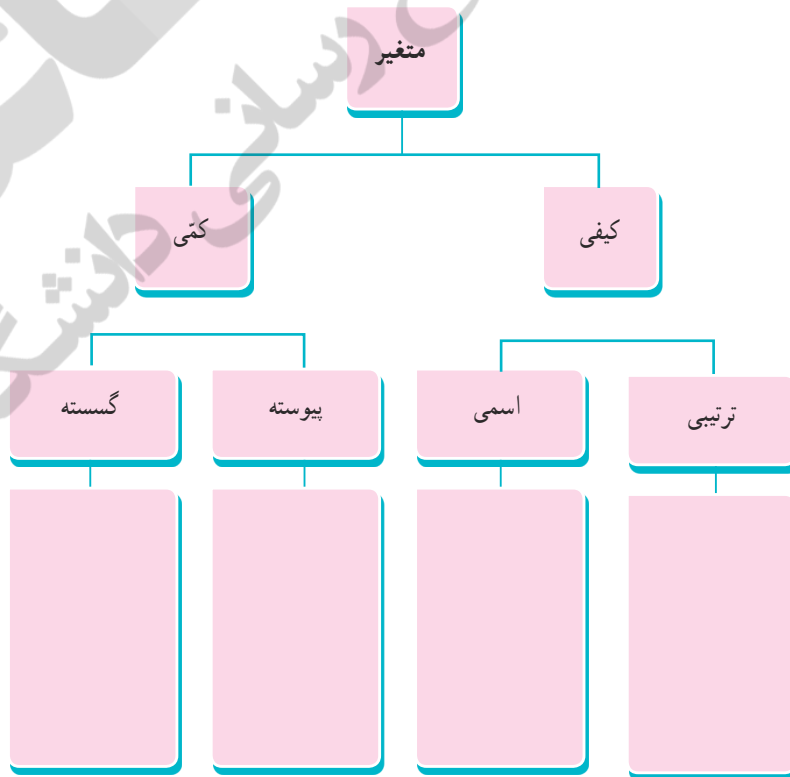 متغیر
کیفی
کمّی
ترتیبی
اسمی
پیوسته
گسسته